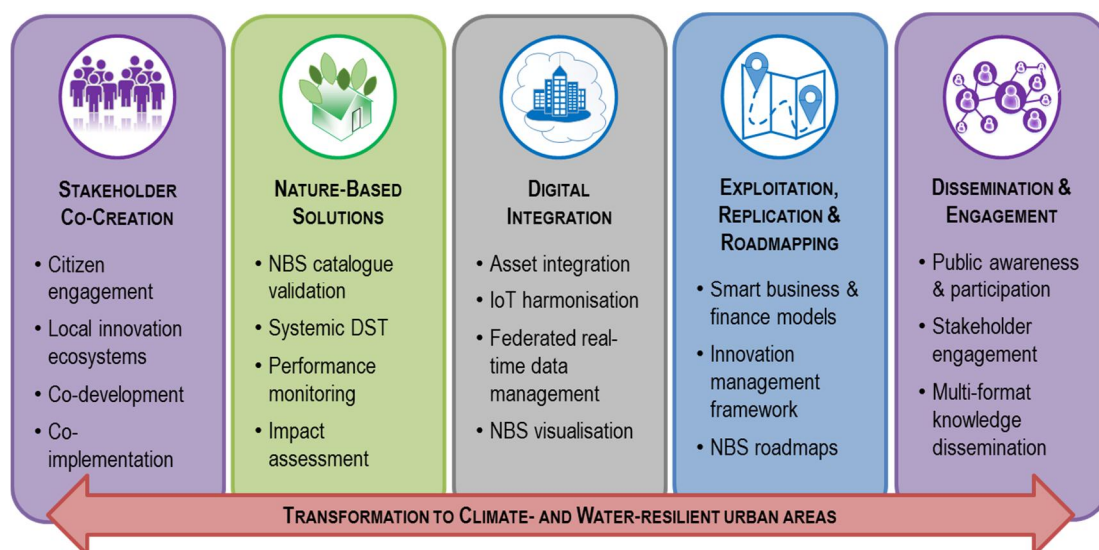 STAKEHOLDER
CO-CREATION
• Citizen
engagement
• Local innovation
ecosystems
• Co-development
• Co-
implementation
NATURE-BASED
SOLUTIONS
• NBS catalogue
validation
• Systemic DST
• Performance
monitoring
• Impact
assessment
DIGITAL
INTEGRATION
• Asset integration
• IoT harmonisation
• Federated real-
time data
management
• NBS visualisation
EXPLOITATION,
REPLICATION &
ROADMAPPING
• Smart business &
finance models
• Innovation
management
framework
• NBS roadmaps
DISSEMINATION &
ENGAGEMENT
• Public awareness
& participation
• Stakeholder
engagement
• Multi-format
knowledge
dissemination
TRANSFORMATION TO CLIMATE- AND WATER-RESILIENT URBAN AREAS